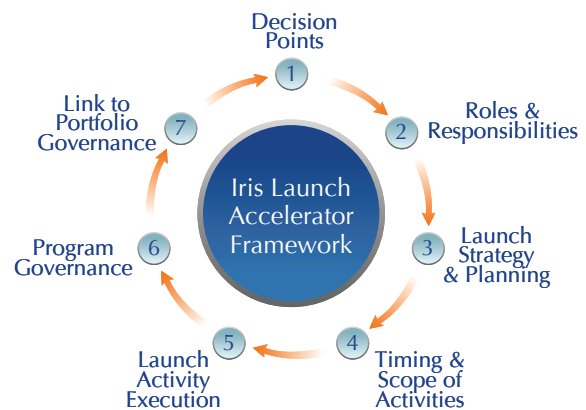 Decision
Points
1
2
Roles &
Responsibilities
3
Launch
Strategy
& Planning
4
Timing &
Scope of
Activities
5
Launch
Activity
Execution
6
Program
Governance
7
Link to
Portfolio
Governance
Iris Launch
Accelerator
Framework